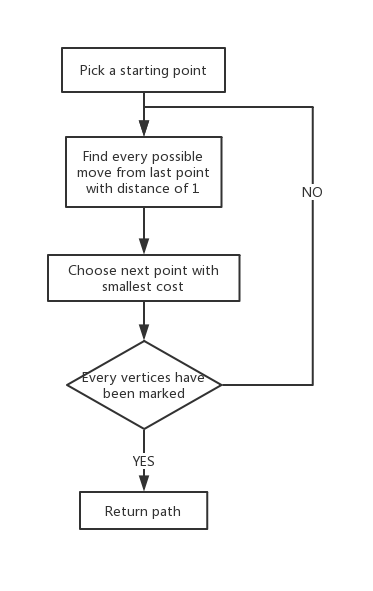 Pick a starting point
Find every possible
move from last point
with distance of 1
NO
Choose next point with
smallest cost
Every vertices have
been marked
YES
Return path